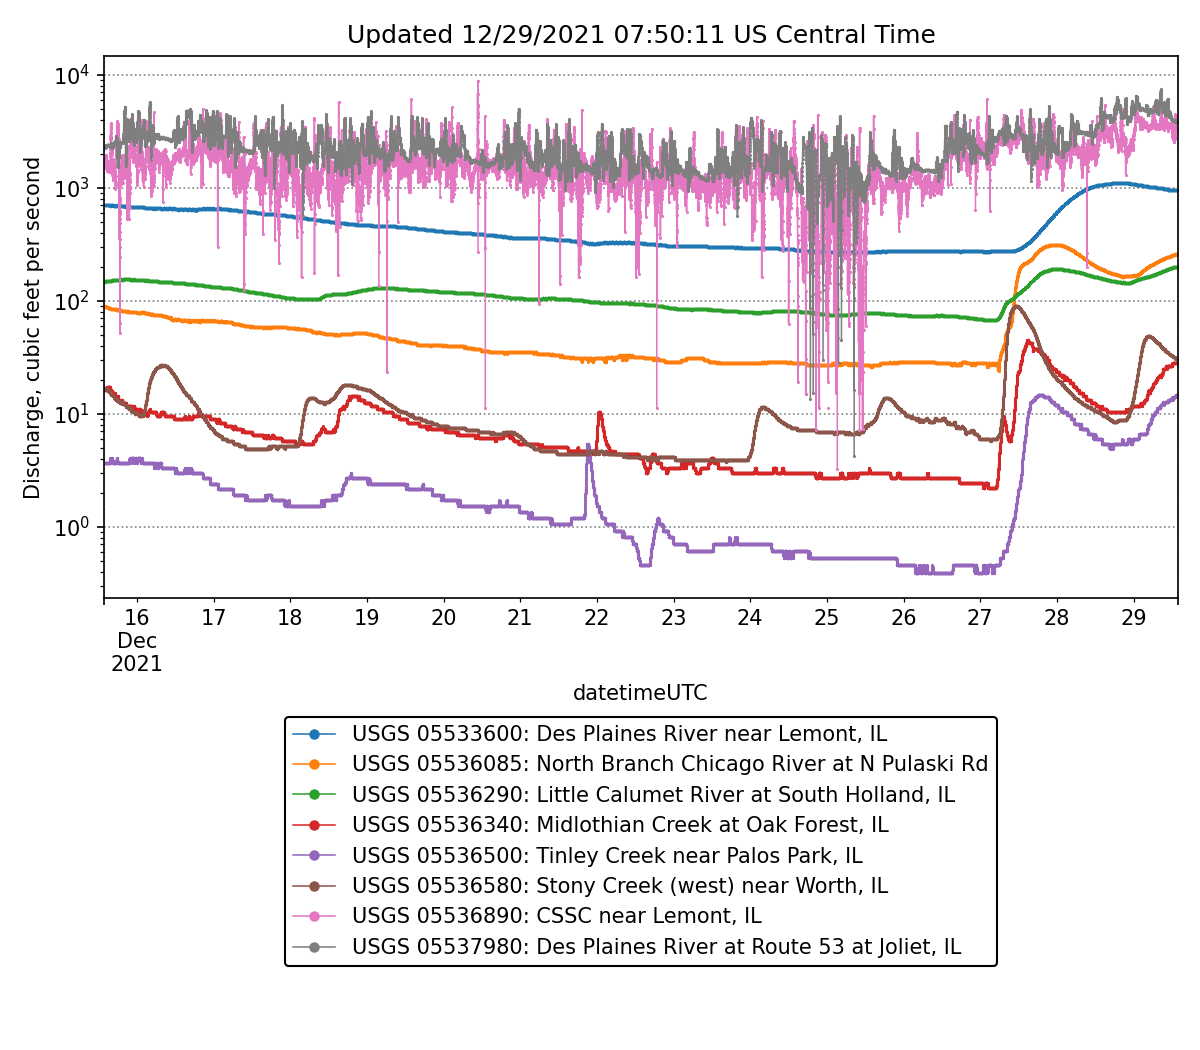 Updated 12/29/2021 07:50:11 US Central Time
Discharge, cubic feet per second
10^4
10^3
10^2
10^1
10^0
16 17 18 19 20 21 22 23 24 25 26 27 28 29
Dec
2021
datetimeUTC
USGS 05533600: Des Plaines River near Lemont, IL
USGS 05536085: North Branch Chicago River at N Pulaski Rd
USGS 05536290: Little Calumet River at South Holland, IL
USGS 05536340: Midlothian Creek at Oak Forest, IL
USGS 05536500: Tinley Creek near Palos Park, IL
USGS 05536580: Stony Creek (west) near Worth, IL
USGS 05536890: CSSC near Lemont, IL
USGS 05537980: Des Plaines River at Route 53 at Joliet, IL